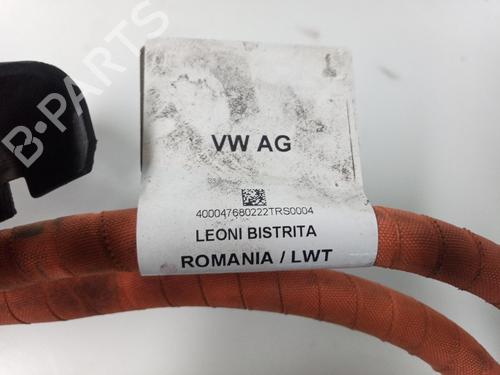 B-PARTS
VW AG
400047680222TRS0004
LEONI BISTRITA
ROMANIA / LWT